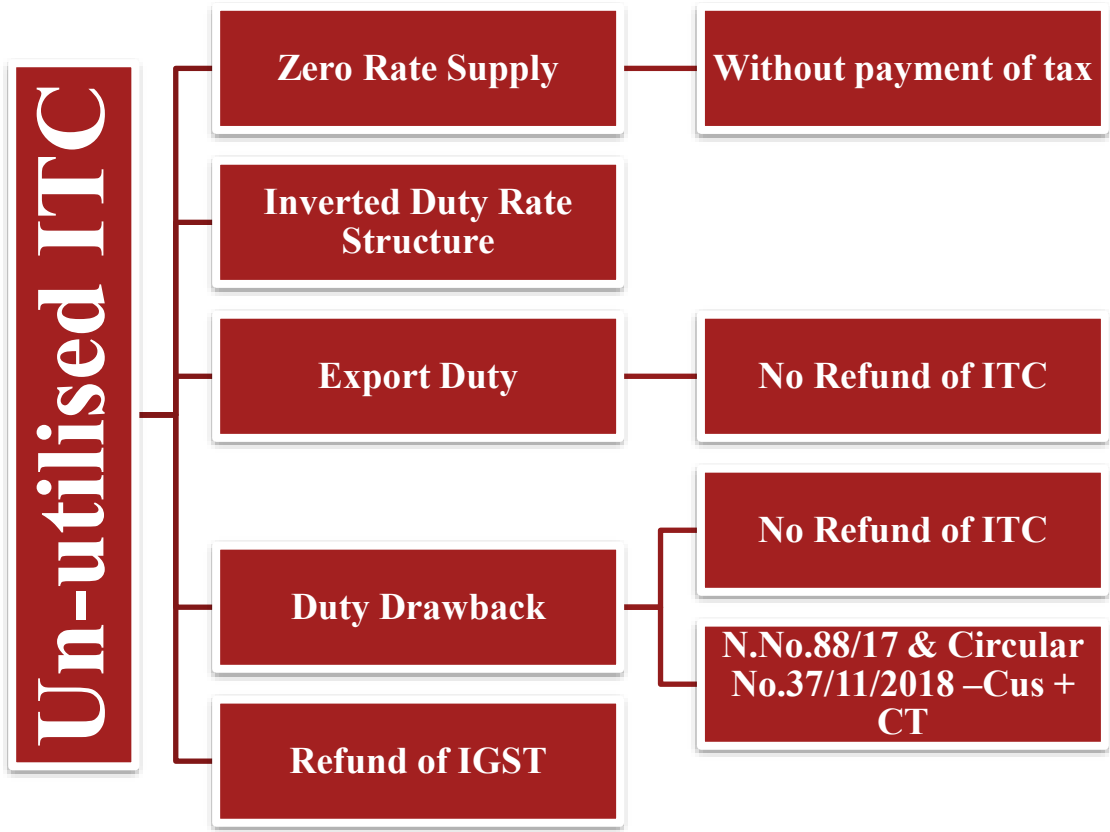 Un-utilised ITC
Zero Rate Supply
Without payment of tax
Inverted Duty Rate
Structure
Export Duty
No Refund of ITC
Duty Drawback
No Refund of ITC
N.No.88/17 & Circular
No.37/11/2018 –Cus +
CT
Refund of IGST